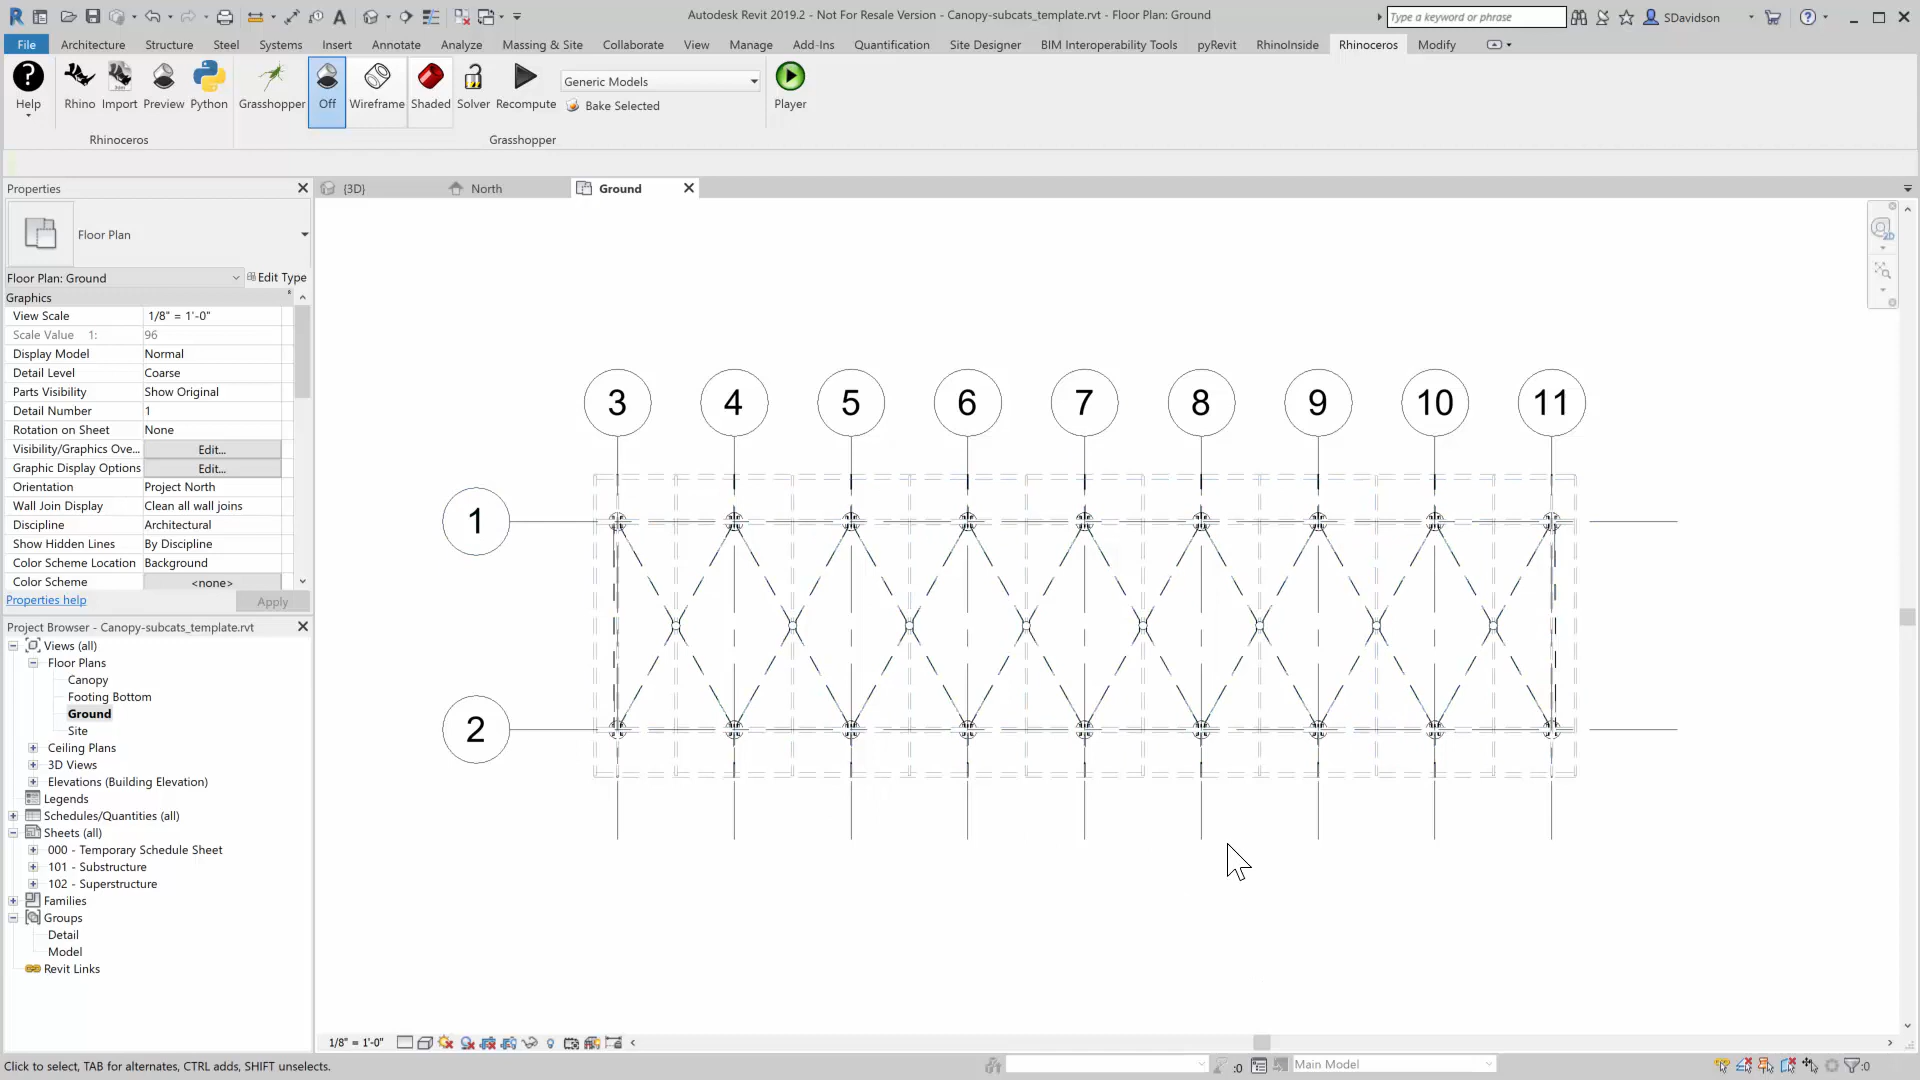 Autodesk Revit 2019.2 - Not For Resale Version - Canopy-subcats_template.rvt - Floor Plan: Ground
Type a keyword or phrase
SDavidson
File Architecture Structure Steel Systems Insert Annotate Analyze Massing & Site Collaborate View Manage Add-Ins Quantification Site Designer BIM Interoperability Tools pyRevit RhinoInside Rhinoceros Modify
Generic Models
Help Rhino Import Preview Python Grasshopper Off Wireframe Shaded Solver Recompute Bake Selected Player
Rhinoceros Grasshopper
Properties
{3D} North Ground
Floor Plan
Floor Plan: Ground Edit Type
Graphics
View Scale 1/8" = 1'-0"
Scale Value 1: 96
Display Model Normal
Detail Level Coarse
Parts Visibility Show Original
Detail Number 1
Rotation on Sheet None
Visibility/Graphics Ove... Edit...
Graphic Display Options Edit...
Orientation Project North
Wall Join Display Clean all wall joins
Discipline Architectural
Show Hidden Lines By Discipline
Color Scheme Location Background
Color Scheme <none>
Properties help Apply
Project Browser - Canopy-subcats_template.rvt
Views (all)
Floor Plans
Canopy
Footing Bottom
Ground
Site
Ceiling Plans
3D Views
Elevations (Building Elevation)
Legends
Schedules/Quantities (all)
Sheets (all)
000 - Temporary Schedule Sheet
101 - Substructure
102 - Superstructure
Families
Groups
Detail
Model
Revit Links
3 4 5 6 7 8 9 10 11
1
2
1/8" = 1'-0"
Click to select, TAB for alternates, CTRL adds, SHIFT unselects.
:0
Main Model
:0